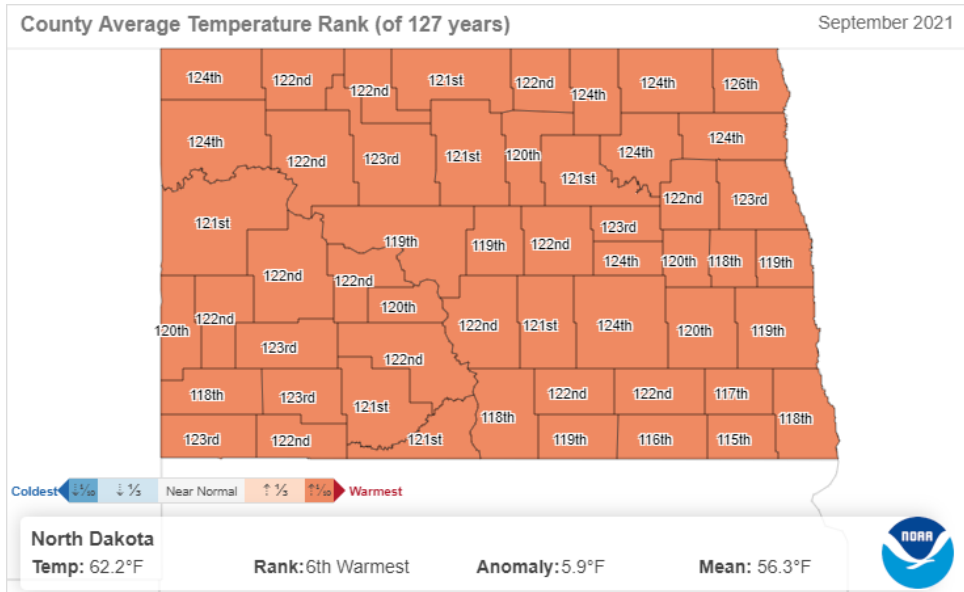 County Average Temperature Rank (of 127 years) September 2021
124th 122nd 122nd 121st 122nd 124th 124th 126th
124th 122nd 123rd 121st 120th 121st 124th 124th
122nd 123rd
121st 119th 119th 122nd 123rd
124th 120th 118th 119th
122nd 122nd
120th 122nd 120th 122nd 121st 124th 120th 119th
123rd 122nd
118th 123rd 121st 118th 122nd 122nd 117th 118th
123rd 122nd 121st 119th 116th 115th
Coldest ↓⅒ ↓⅓ Near Normal ↑⅓ ↑⅒ Warmest
North Dakota
Temp: 62.2°F Rank:6th Warmest Anomaly:5.9°F Mean: 56.3°F
NOAA